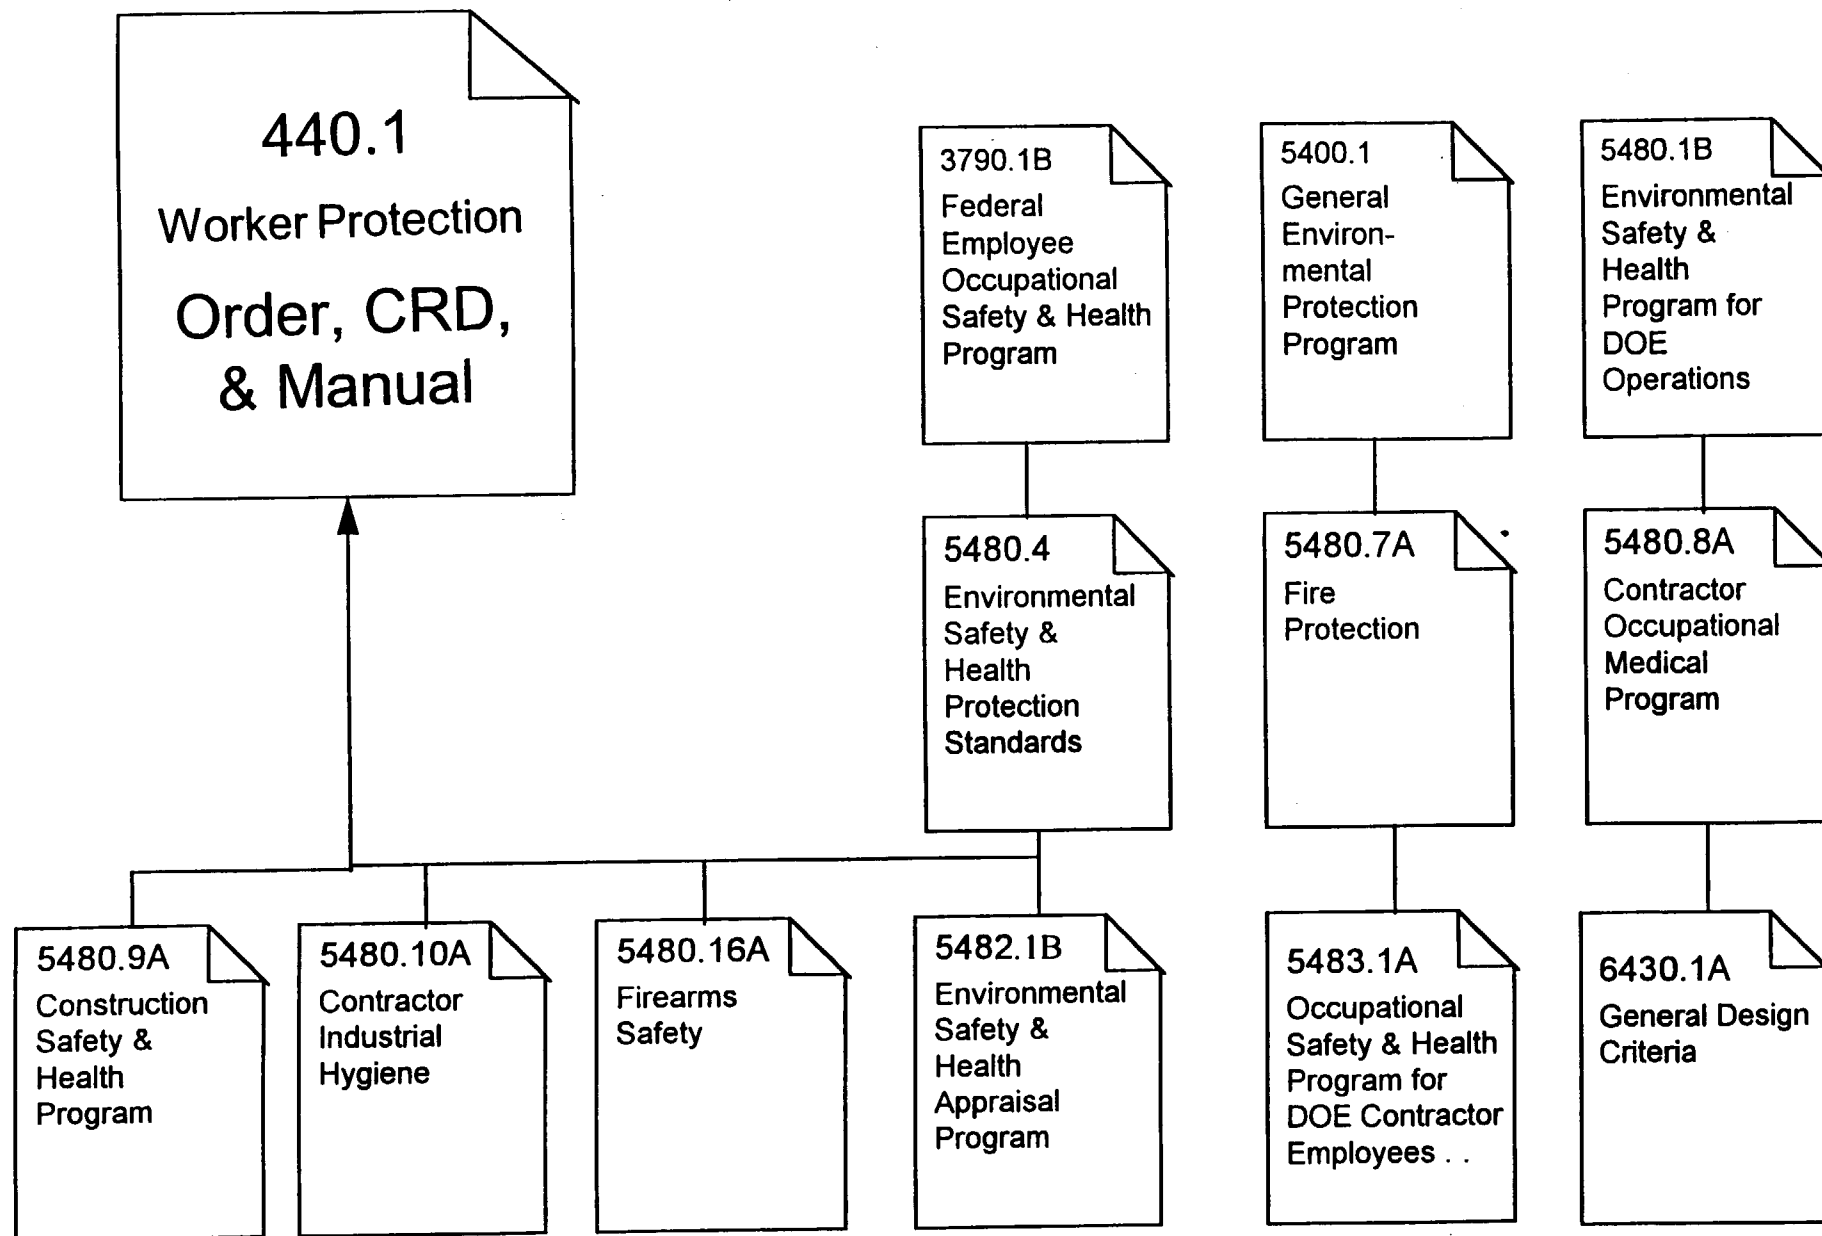 440.1
Worker Protection
Order, CRD,
& Manual
3790.1B
Federal
Employee
Occupational
Safety & Health
Program
5400.1
General
Environ-
mental
Protection
Program
5480.1B
Environmental
Safety &
Health
Program for
DOE
Operations
5480.4
Environmental
Safety &
Health
Protection
Standards
5480.7A
Fire
Protection
5480.8A
Contractor
Occupational
Medical
Program
5480.9A
Construction
Safety &
Health
Program
5480.10A
Contractor
Industrial
Hygiene
5480.16A
Firearms
Safety
5482.1B
Environmental
Safety &
Health
Appraisal
Program
5483.1A
Occupational
Safety & Health
Program for
DOE Contractor
Employees . .
6430.1A
General Design
Criteria